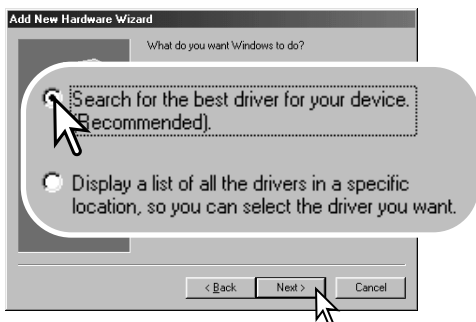 Add New Hardware Wizard
What do you want Windows to do?
Search for the best driver for your device.
(Recommended).
Display a list of all the drivers in a specific
location, so you can select the driver you want.
< Back
Next >
Cancel